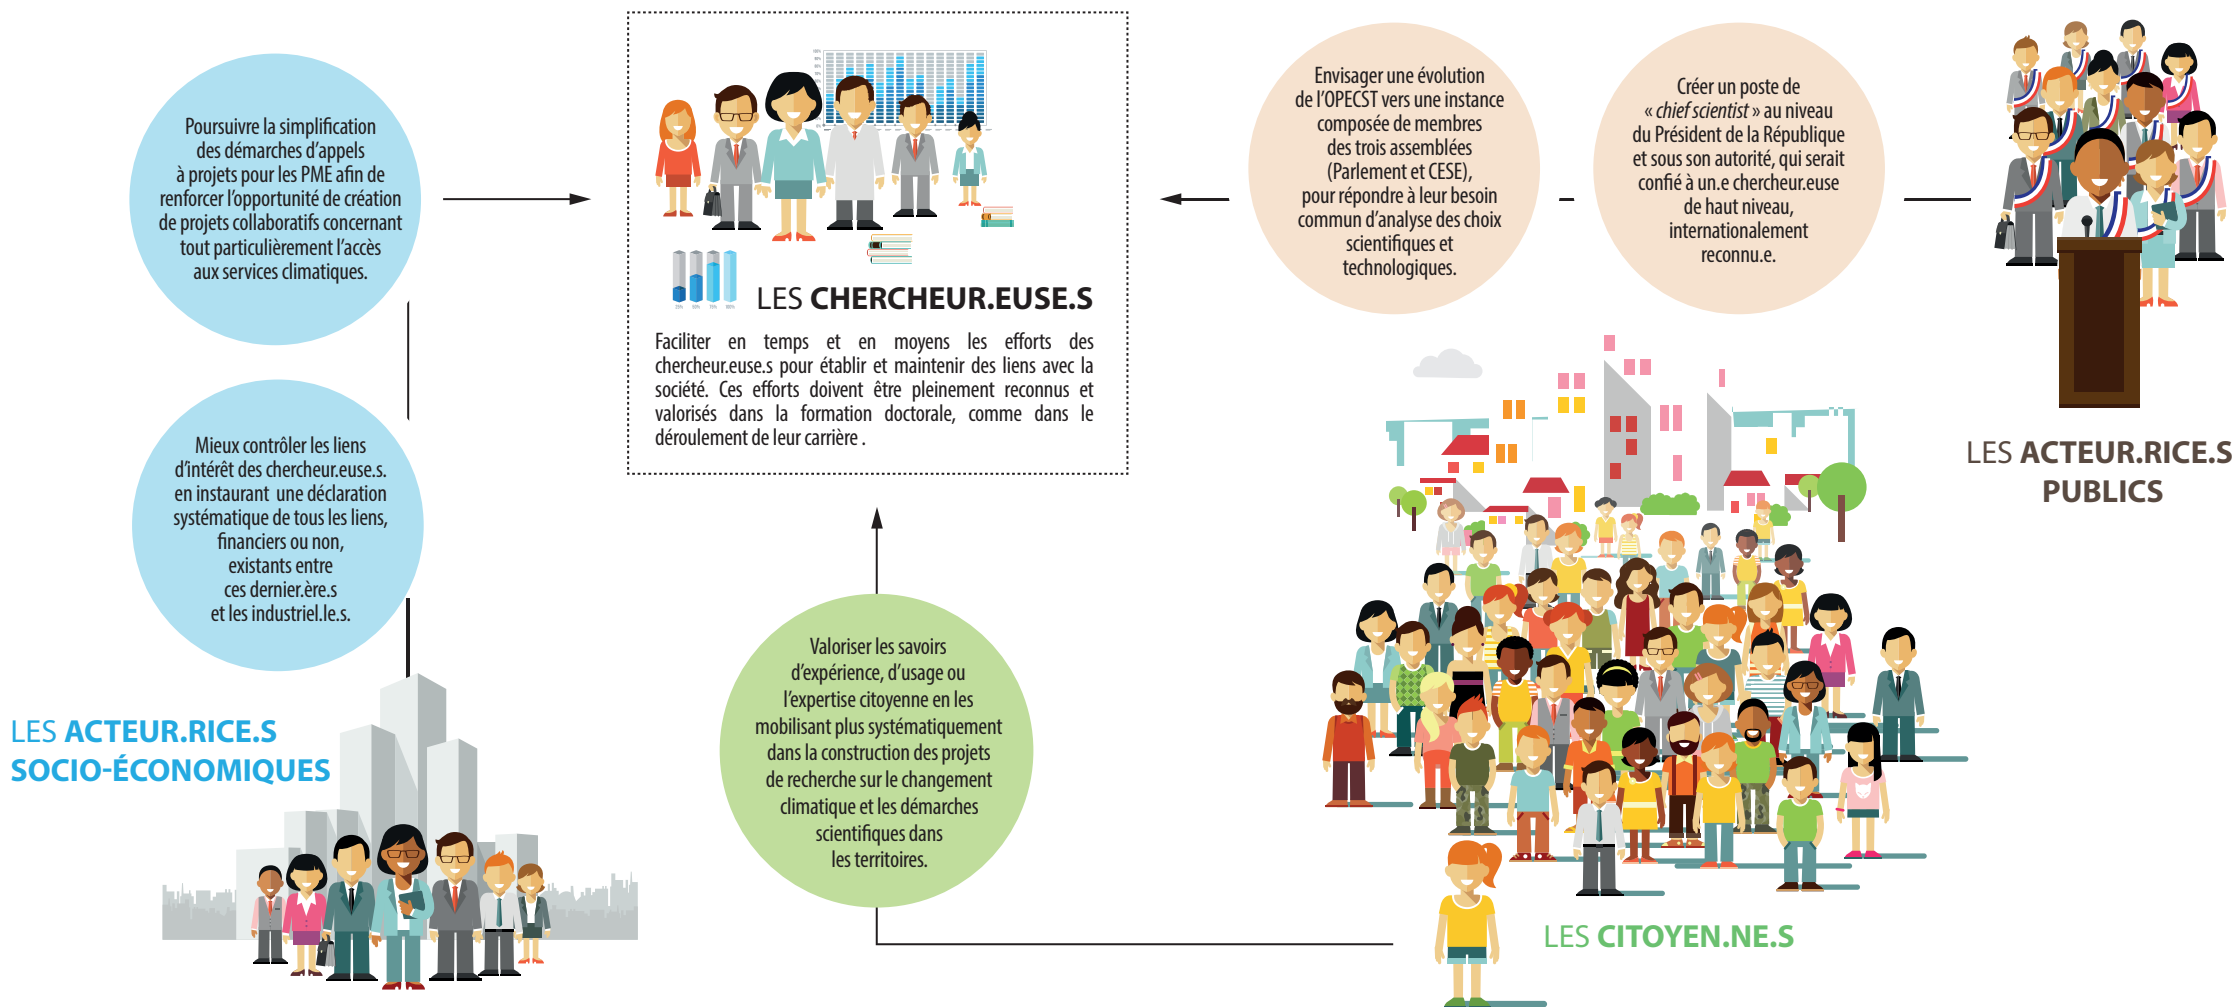 Poursuivre la simplification
des démarches d'appels
à projets pour les PME afin de
renforcer l'opportunité de création
de projets collaboratifs concernant
tout particulièrement l'accès
aux services climatiques.
Mieux contrôler les liens
d'intérêt des chercheur.euse.s.
en instaurant une déclaration
systématique de tous les liens,
financiers ou non,
existants entre
ces dernier.ère.s
et les industriel.le.s.
LES ACTEUR.RICE.S
SOCIO-ÉCONOMIQUES
LES CHERCHEUR.EUSE.S
Faciliter en temps et en moyens les efforts des
chercheur.euse.s pour établir et maintenir des liens avec la
société. Ces efforts doivent être pleinement reconnus et
valorisés dans la formation doctorale, comme dans le
déroulement de leur carrière .
Valoriser les savoirs
d'expérience, d'usage ou
l'expertise citoyenne en les
mobilisant plus systématiquement
dans la construction des projets
de recherche sur le changement
climatique et les démarches
scientifiques dans
les territoires.
Envisager une évolution
de l'OPECST vers une instance
composée de membres
des trois assemblées
(Parlement et CESE),
pour répondre à leur besoin
commun d'analyse des choix
scientifiques et
technologiques.
Créer un poste de
« chief scientist » au niveau
du Président de la République
et sous son autorité, qui serait
confié à un.e chercheur.euse
de haut niveau,
internationalement
reconnu.e.
LES ACTEUR.RICE.S
PUBLICS
LES CITOYEN.NE.S